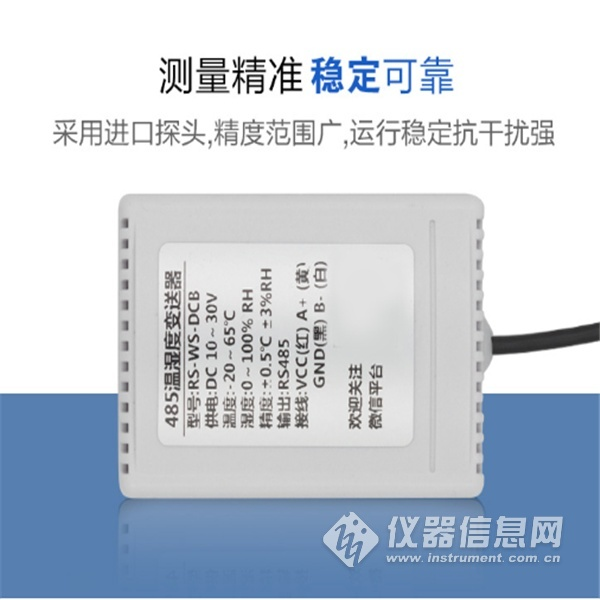 测量精准 稳定可靠
采用进口探头,精度范围广,运行稳定抗干扰强
485温湿度变送器
型号:RS-WS-DCB
供电:DC 10～30V
温度:-20～65℃
湿度:0～100% RH
精度:±0.5℃ ±3%RH
输出:RS485
接线:VCC(红) A+ (黄)
GND(黑) B- (白)
欢迎关注
微信平台
仪器信息网
www.instrument.com.cn